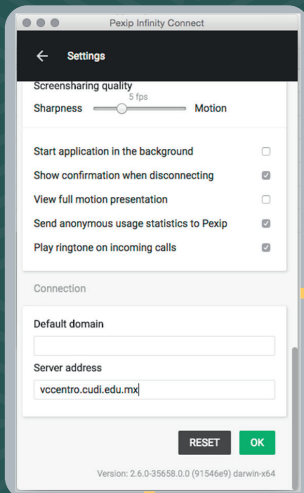 Pexip Infinity Connect
Settings
Screensharing quality
5 fps
Sharpness Motion
Start application in the background
Show confirmation when disconnecting
View full motion presentation
Send anonymous usage statistics to Pexip
Play ringtone on incoming calls
Connection
Default domain
Server address
vccentro.cudi.edu.mx
RESET OK
Version: 2.6.0-35658.0.0 (91546e9) darwin-x64